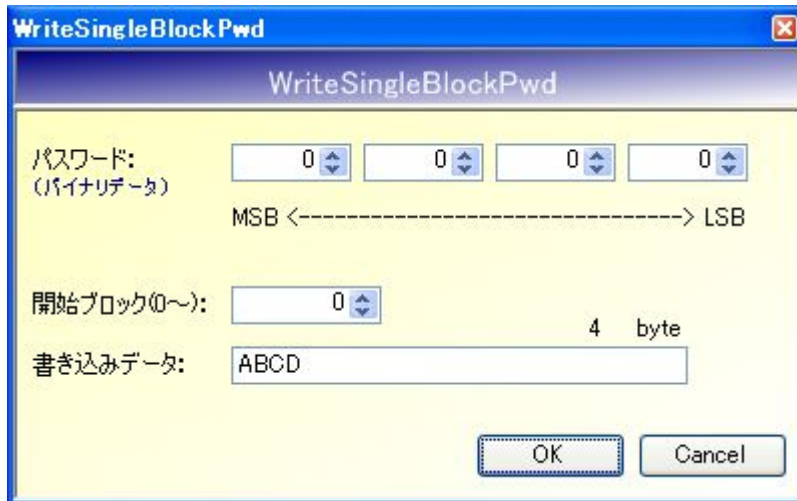 WriteSingleBlockPwd
WriteSingleBlockPwd
パスワード: 0 0 0 0
(バイナリデータ)
MSB <--------------------------------> LSB
開始ブロック(0～): 0
4 byte
書き込みデータ: ABCD
OK Cancel